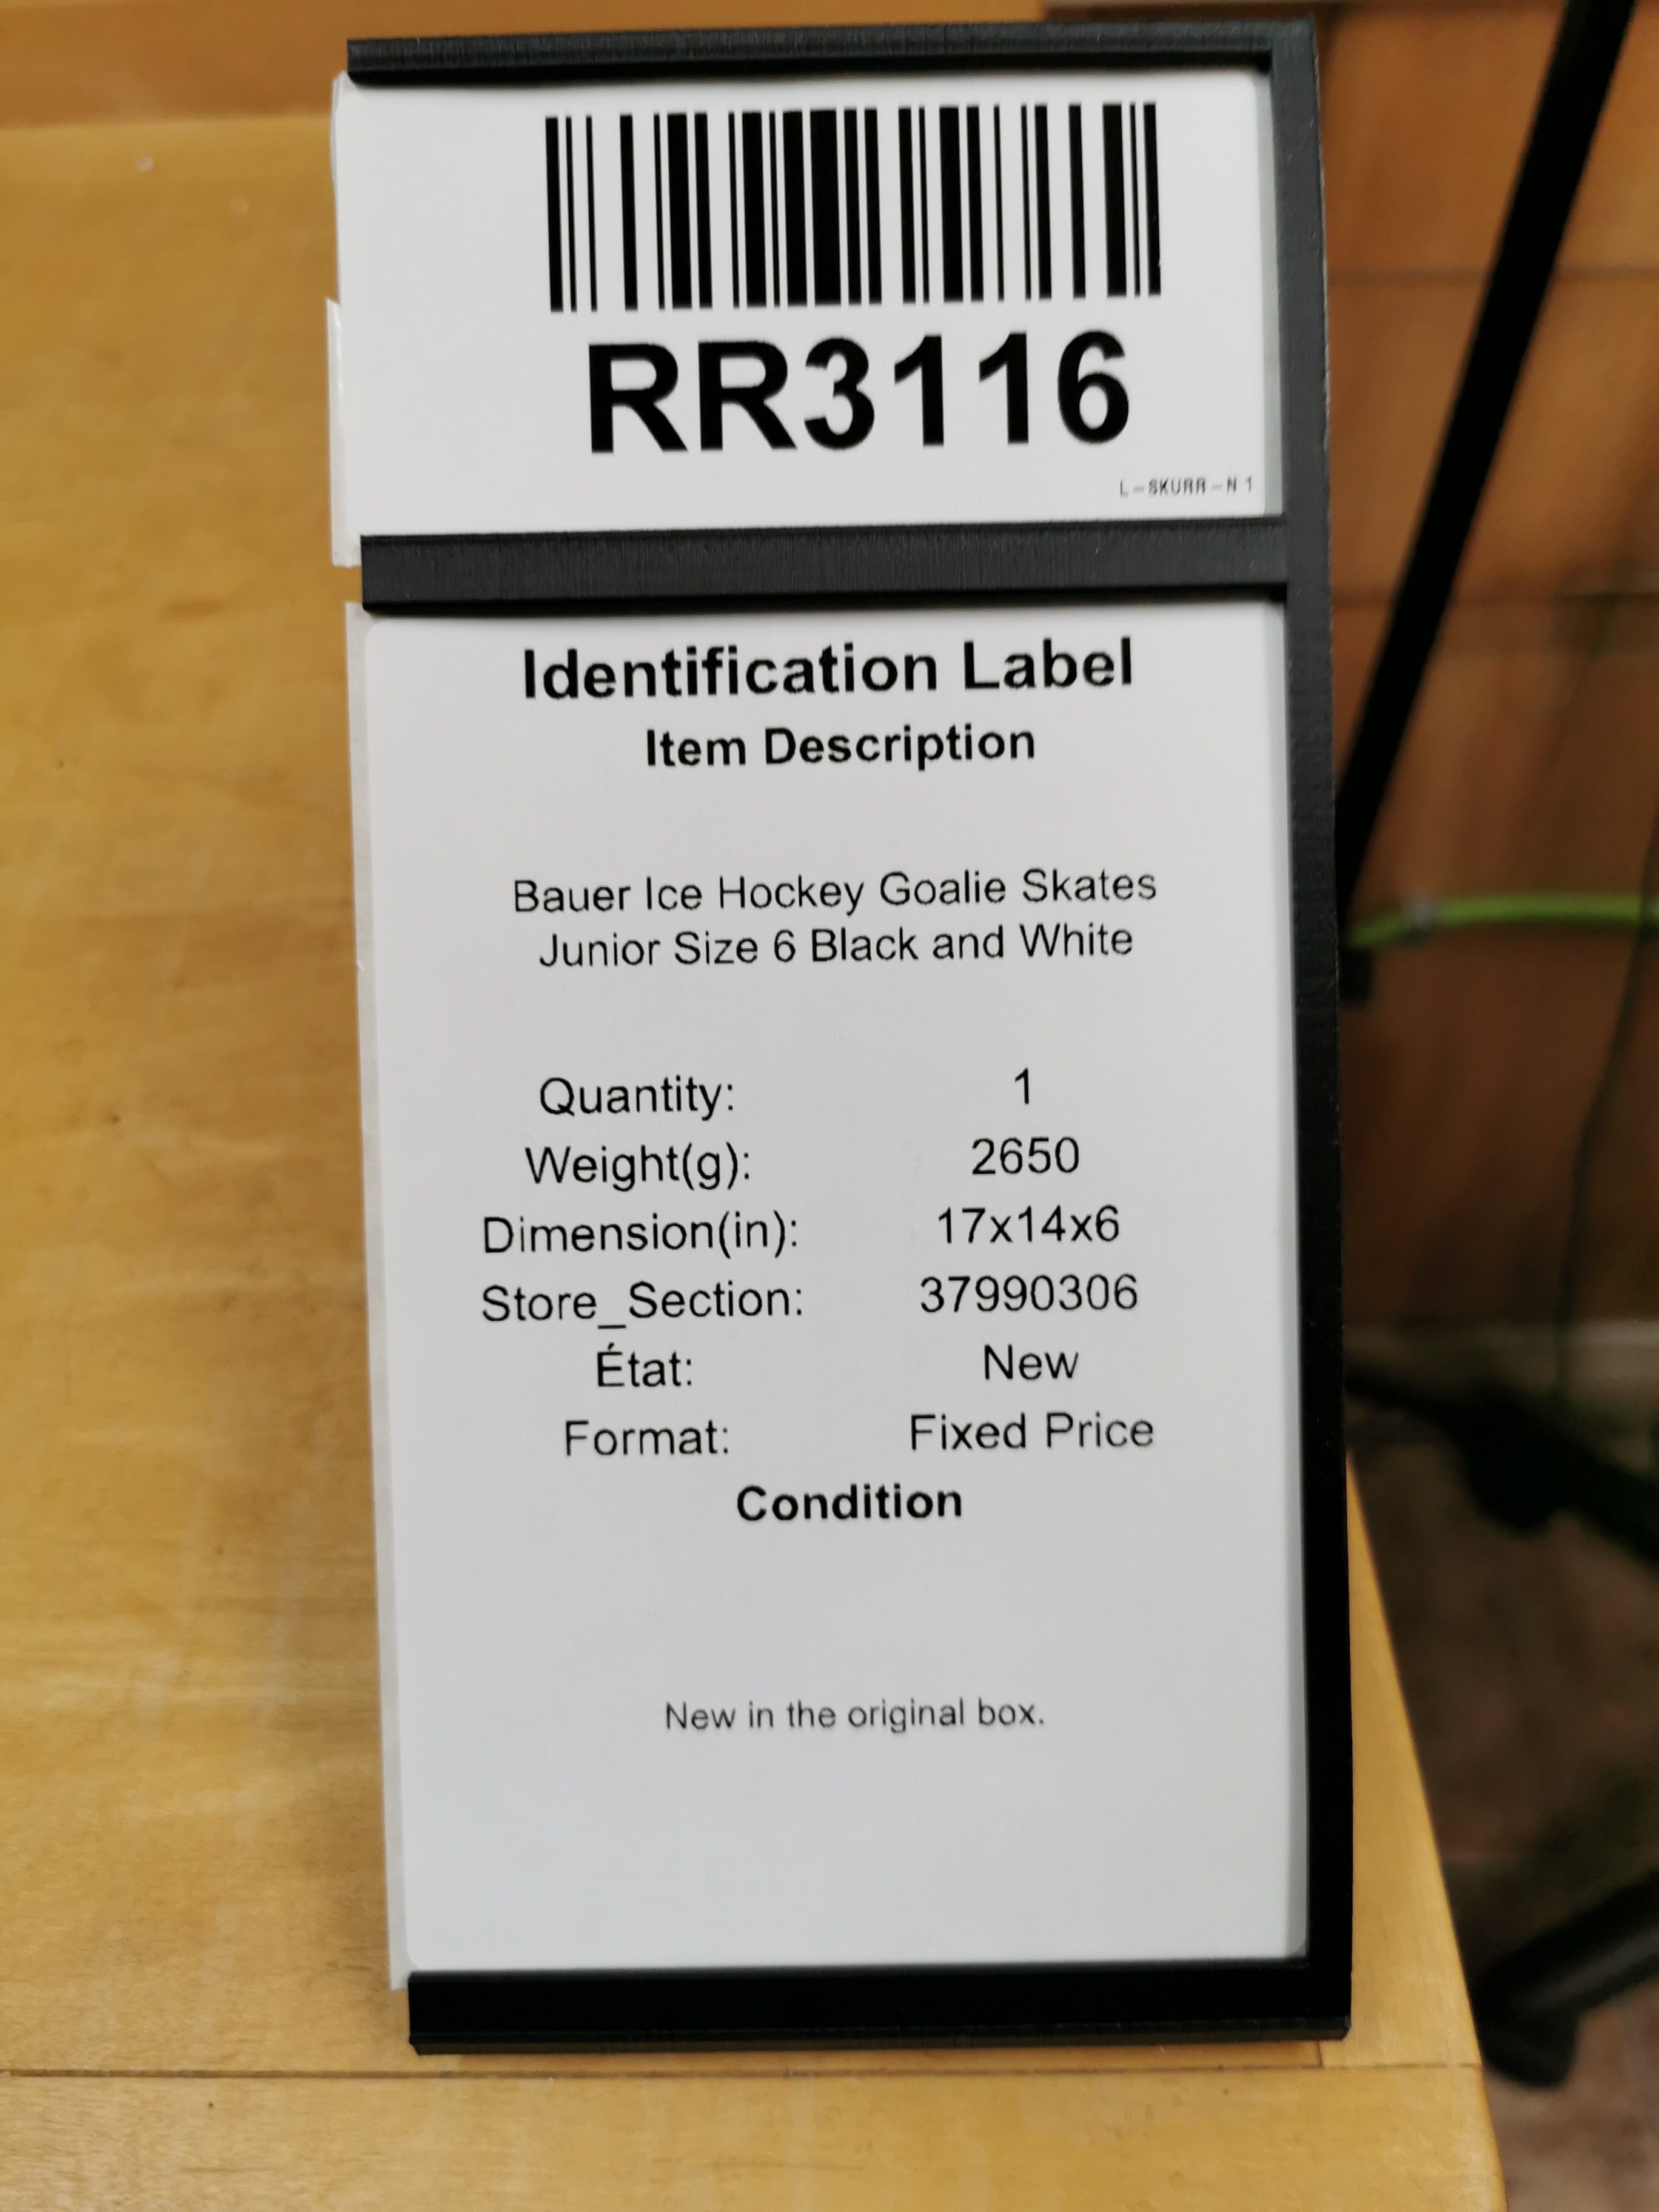 RR3116
L-SKURR-N 1
Identification Label
Item Description
Bauer Ice Hockey Goalie Skates
Junior Size 6 Black and White
Quantity: 1
Weight(g): 2650
Dimension(in): 17x14x6
Store_Section: 37990306
État: New
Format: Fixed Price
Condition
New in the original box.